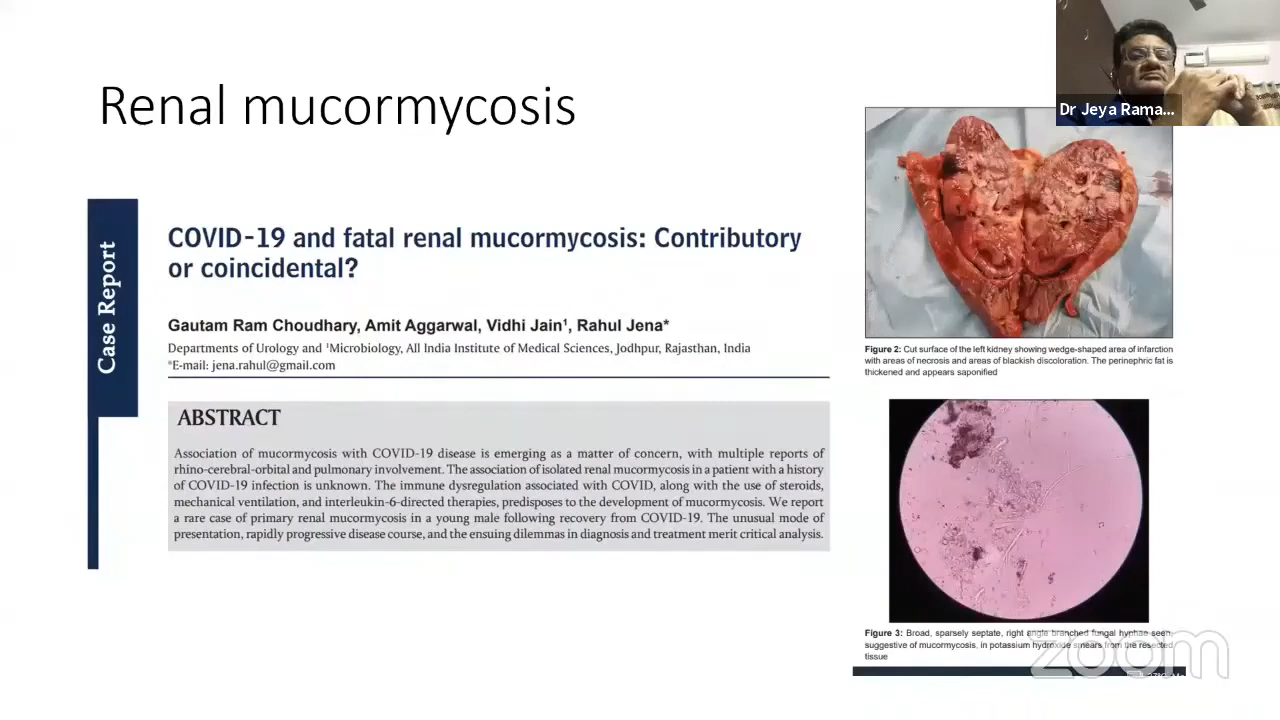 Dr Jeya Rama...
Renal mucormycosis
Case Report
COVID-19 and fatal renal mucormycosis: Contributory
or coincidental?
Gautam Ram Choudhary, Amit Aggarwal, Vidhi Jain¹, Rahul Jena*
Departments of Urology and ¹Microbiology, All India Institute of Medical Sciences, Jodhpur, Rajasthan, India
*E-mail: jena.rahul@gmail.com
ABSTRACT
Association of mucormycosis with COVID-19 disease is emerging as a matter of concern, with multiple reports of
rhino-cerebral-orbital and pulmonary involvement. The association of isolated renal mucormycosis in a patient with a history
of COVID-19 infection is unknown. The immune dysregulation associated with COVID, along with the use of steroids,
mechanical ventilation, and interleukin-6-directed therapies, predisposes to the development of mucormycosis. We report
a rare case of primary renal mucormycosis in a young male following recovery from COVID-19. The unusual mode of
presentation, rapidly progressive disease course, and the ensuing dilemmas in diagnosis and treatment merit critical analysis.
Figure 2: Cut surface of the left kidney showing wedge-shaped area of infarction
with areas of necrosis and areas of blackish discoloration. The perinephric fat is
thickened and appears saponified
Figure 3: Broad, sparsely septate, right angle branched fungal hyphae seen,
suggestive of mucormycosis, in potassium hydroxide smears from the resected
tissue
zoom